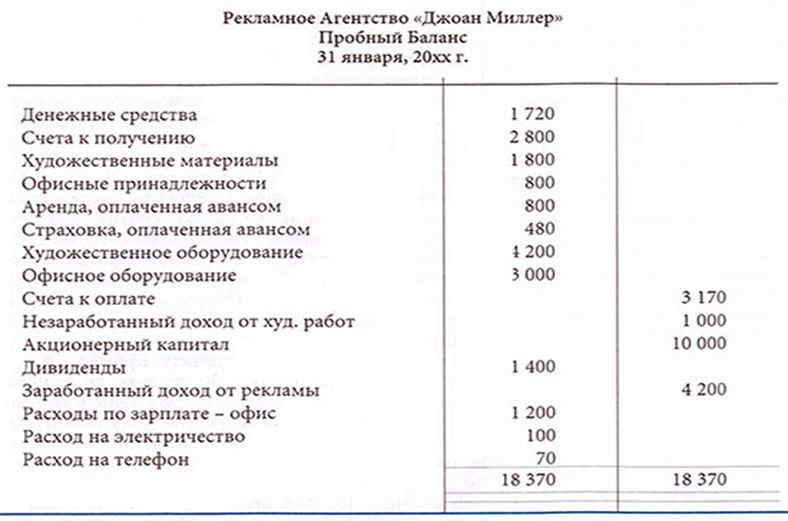 Рекламное Агентство «Джоан Миллер»
Пробный Баланс
31 января, 20xx г.
Денежные средства 1 720
Счета к получению 2 800
Художественные материалы 1 800
Офисные принадлежности 800
Аренда, оплаченная авансом 800
Страховка, оплаченная авансом 480
Художественное оборудование 4 200
Офисное оборудование 3 000
Счета к оплате 3 170
Незаработанный доход от худ. работ 1 000
Акционерный капитал 10 000
Дивиденды 1 400
Заработанный доход от рекламы 4 200
Расходы по зарплате – офис 1 200
Расход на электричество 100
Расход на телефон 70
18 370 18 370